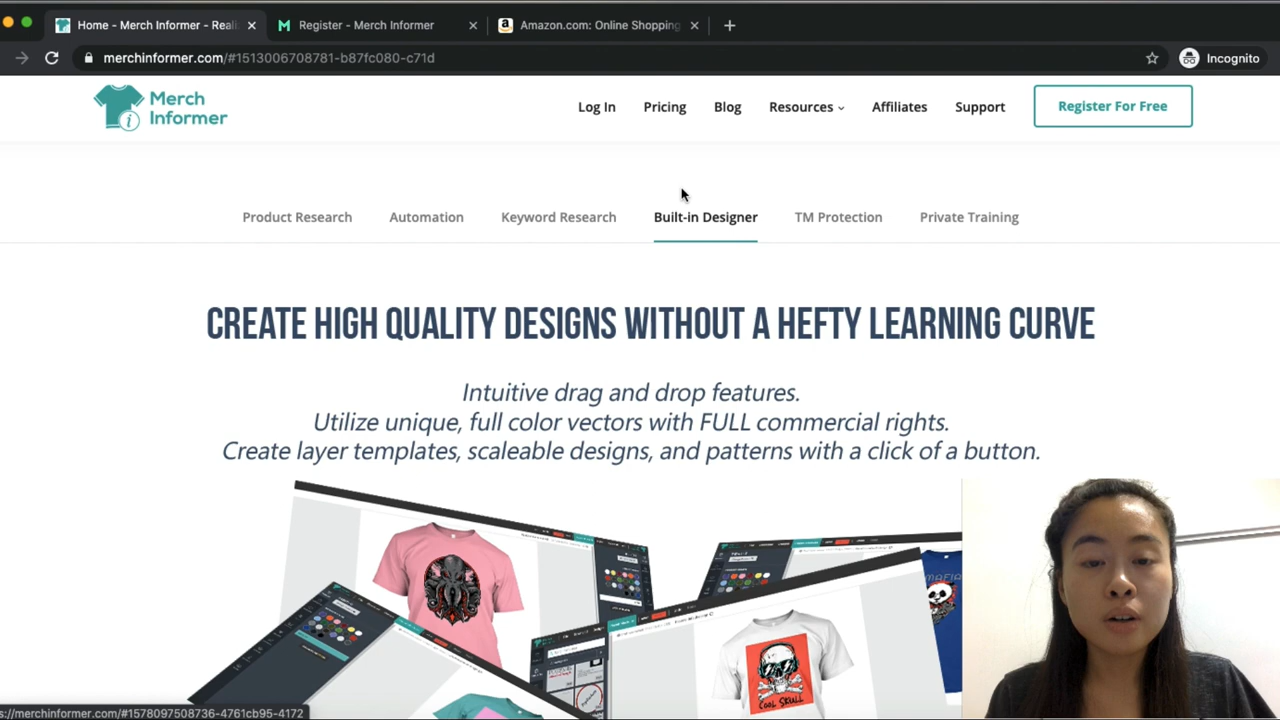 Home - Merch Informer - Reali
Register - Merch Informer
Amazon.com: Online Shopping
merchinformer.com/#1513006708781-b87fc080-c71d
Incognito
Merch
Informer
Log In
Pricing
Blog
Resources
Affiliates
Support
Register For Free
Product Research
Automation
Keyword Research
Built-in Designer
TM Protection
Private Training
CREATE HIGH QUALITY DESIGNS WITHOUT A HEFTY LEARNING CURVE
Intuitive drag and drop features.
Utilize unique, full color vectors with FULL commercial rights.
Create layer templates, scaleable designs, and patterns with a click of a button.
MAFIA
COOL SKULL
s://merchinformer.com/#1578097508736-4761cb95-4172